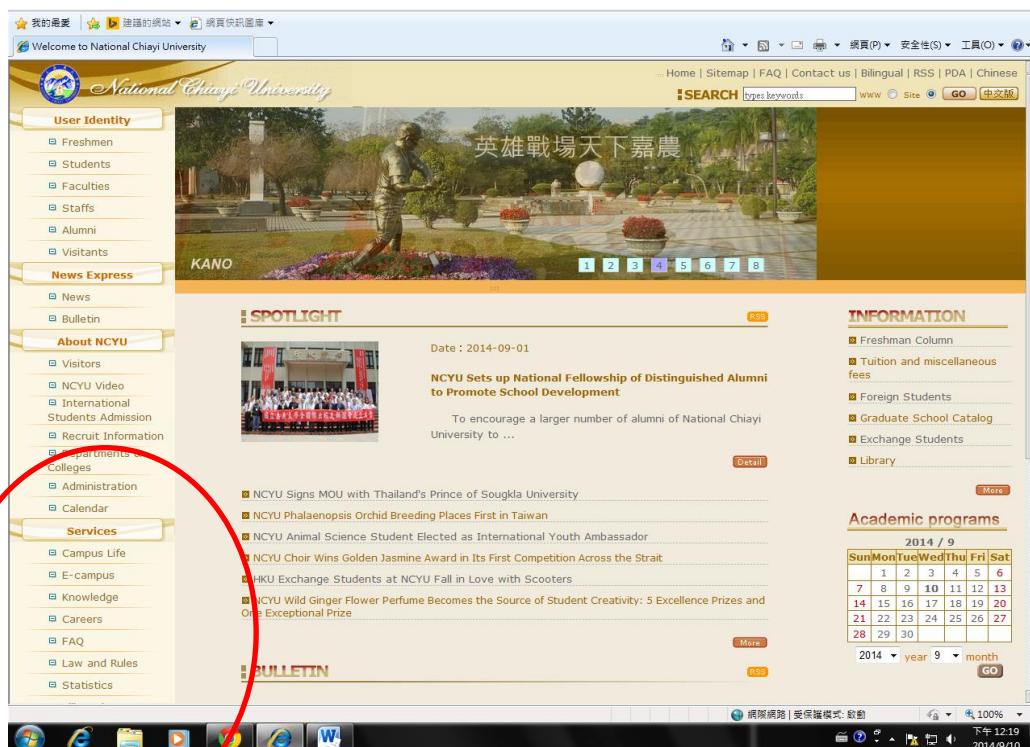 我的最愛 建議的網站 網頁快訊圖庫
Welcome to National Chiayi University
網頁(P) 安全性(S) 工具(O)
National Chiayi University
Home | Sitemap | FAQ | Contact us | Bilingual | RSS | PDA | Chinese
SEARCH types keywords www Site GO 中文版
User Identity
Freshmen
Students
Faculties
Staffs
Alumni
Visitants
News Express
News
Bulletin
About NCYU
Visitors
NCYU Video
International
Students Admission
Recruit Information
Departments &
Colleges
Administration
Calendar
Services
Campus Life
E-campus
Knowledge
Careers
FAQ
Law and Rules
Statistics
英雄戰場天下嘉農
KANO
1 2 3 4 5 6 7 8
SPOTLIGHT RSS
Date : 2014-09-01
NCYU Sets up National Fellowship of Distinguished Alumni
to Promote School Development
To encourage a larger number of alumni of National Chiayi
University to ...
Detail
NCYU Signs MOU with Thailand's Prince of Sougkla University
NCYU Phalaenopsis Orchid Breeding Places First in Taiwan
NCYU Animal Science Student Elected as International Youth Ambassador
NCYU Choir Wins Golden Jasmine Award in Its First Competition Across the Strait
HKU Exchange Students at NCYU Fall in Love with Scooters
NCYU Wild Ginger Flower Perfume Becomes the Source of Student Creativity: 5 Excellence Prizes and
One Exceptional Prize
More
BULLETIN RSS
INFORMATION
Freshman Column
Tuition and miscellaneous
fees
Foreign Students
Graduate School Catalog
Exchange Students
Library
More
Academic programs
2014 / 9
Sun Mon Tue Wed Thu Fri Sat
1 2 3 4 5 6
7 8 9 10 11 12 13
14 15 16 17 18 19 20
21 22 23 24 25 26 27
28 29 30
2014 year 9 month
GO
網際網路 | 受保護模式: 啟動 100%
下午 12:19
2014/9/10